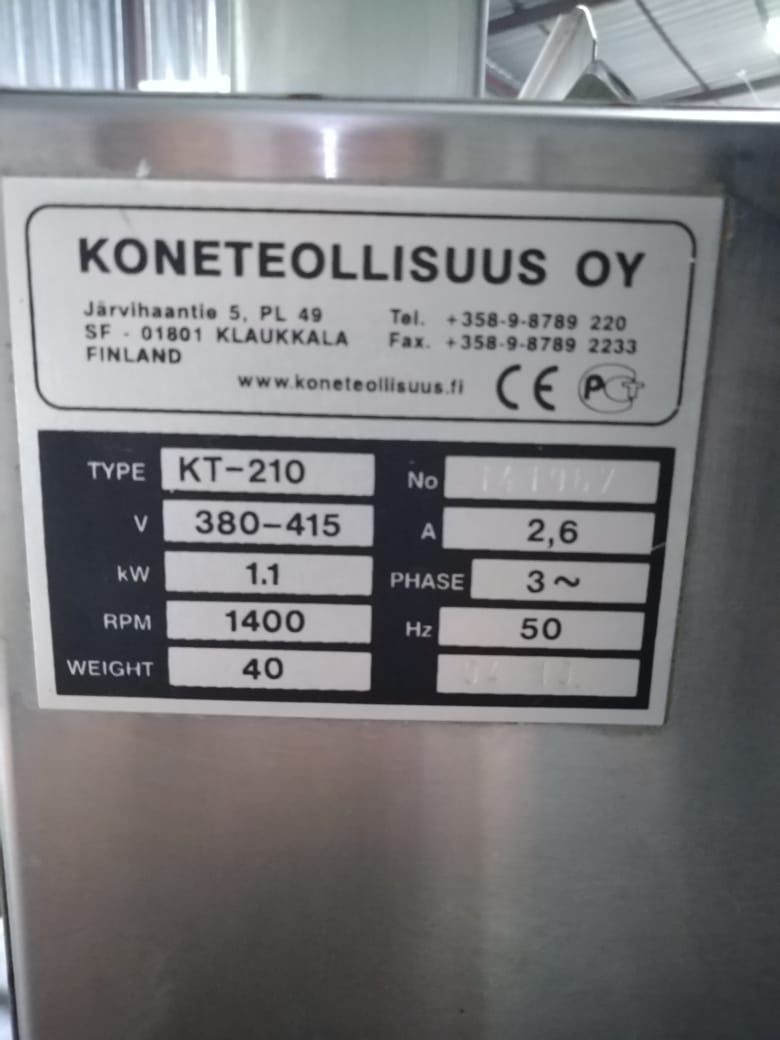 KONETEOLLISUUS OY
Järvihaantie 5, PL 49
SF - 01801 KLAUKKALA
FINLAND
Tel. +358-9-8789 220
Fax. +358-9-8789 2233
www.koneteollisuus.fi CE PCT
TYPE KT-210 No
V 380-415 A 2,6
kW 1.1 PHASE 3~
RPM 1400 Hz 50
WEIGHT 40